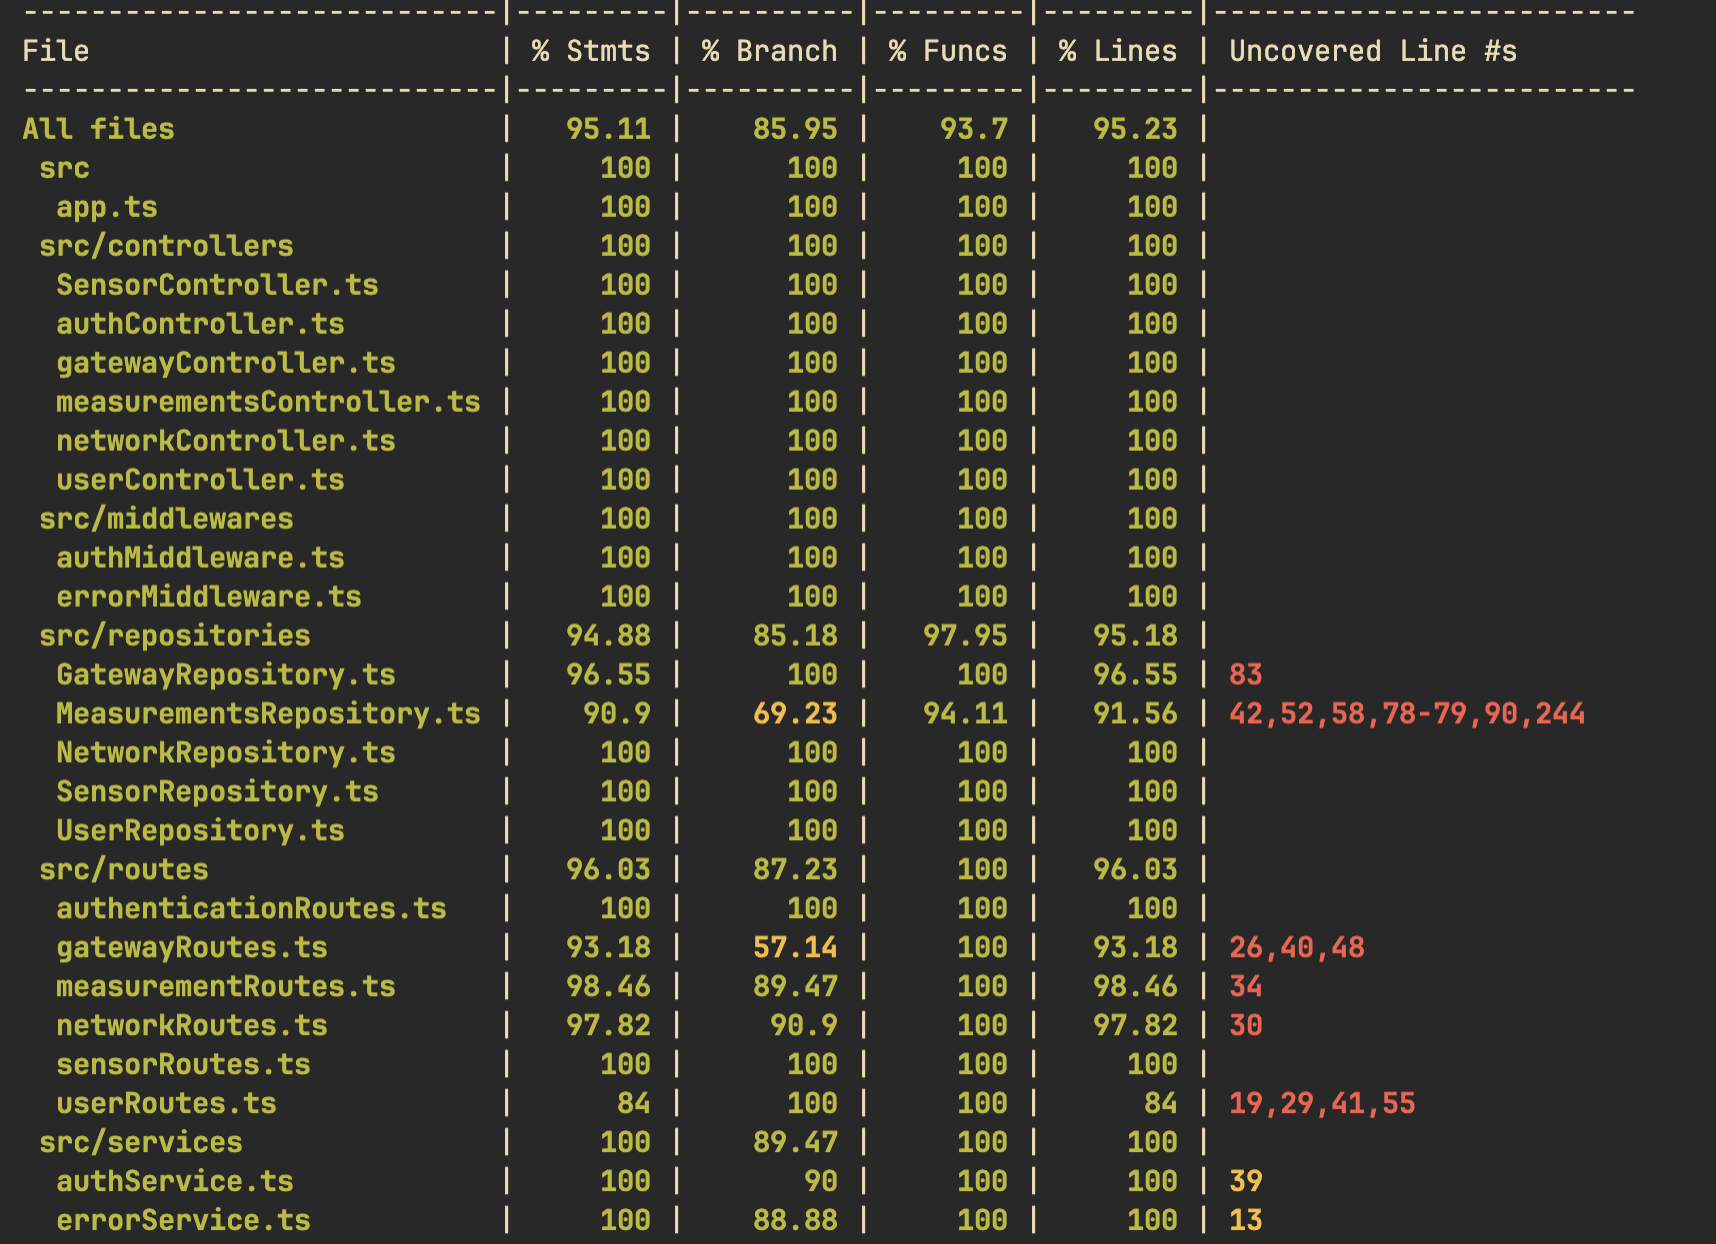 ----------------------------|---------|----------|---------|---------|-------------------------
File                        | % Stmts | % Branch | % Funcs | % Lines | Uncovered Line #s
----------------------------|---------|----------|---------|---------|-------------------------
All files                   |   95.11 |    85.95 |    93.7 |   95.23 |
 src                        |     100 |      100 |     100 |     100 |
  app.ts                    |     100 |      100 |     100 |     100 |
 src/controllers            |     100 |      100 |     100 |     100 |
  SensorController.ts       |     100 |      100 |     100 |     100 |
  authController.ts         |     100 |      100 |     100 |     100 |
  gatewayController.ts      |     100 |      100 |     100 |     100 |
  measurementsController.ts |     100 |      100 |     100 |     100 |
  networkController.ts      |     100 |      100 |     100 |     100 |
  userController.ts         |     100 |      100 |     100 |     100 |
 src/middlewares            |     100 |      100 |     100 |     100 |
  authMiddleware.ts         |     100 |      100 |     100 |     100 |
  errorMiddleware.ts        |     100 |      100 |     100 |     100 |
 src/repositories           |   94.88 |    85.18 |   97.95 |   95.18 |
  GatewayRepository.ts      |   96.55 |      100 |     100 |   96.55 | 83
  MeasurementsRepository.ts |    90.9 |    69.23 |   94.11 |   91.56 | 42,52,58,78-79,90,244
  NetworkRepository.ts      |     100 |      100 |     100 |     100 |
  SensorRepository.ts       |     100 |      100 |     100 |     100 |
  UserRepository.ts         |     100 |      100 |     100 |     100 |
 src/routes                 |   96.03 |    87.23 |     100 |   96.03 |
  authenticationRoutes.ts   |     100 |      100 |     100 |     100 |
  gatewayRoutes.ts          |   93.18 |    57.14 |     100 |   93.18 | 26,40,48
  measurementRoutes.ts      |   98.46 |    89.47 |     100 |   98.46 | 34
  networkRoutes.ts          |   97.82 |     90.9 |     100 |   97.82 | 30
  sensorRoutes.ts           |     100 |      100 |     100 |     100 |
  userRoutes.ts             |      84 |      100 |     100 |      84 | 19,29,41,55
 src/services               |     100 |    89.47 |     100 |     100 |
  authService.ts            |     100 |       90 |     100 |     100 | 39
  errorService.ts           |     100 |    88.88 |     100 |     100 | 13